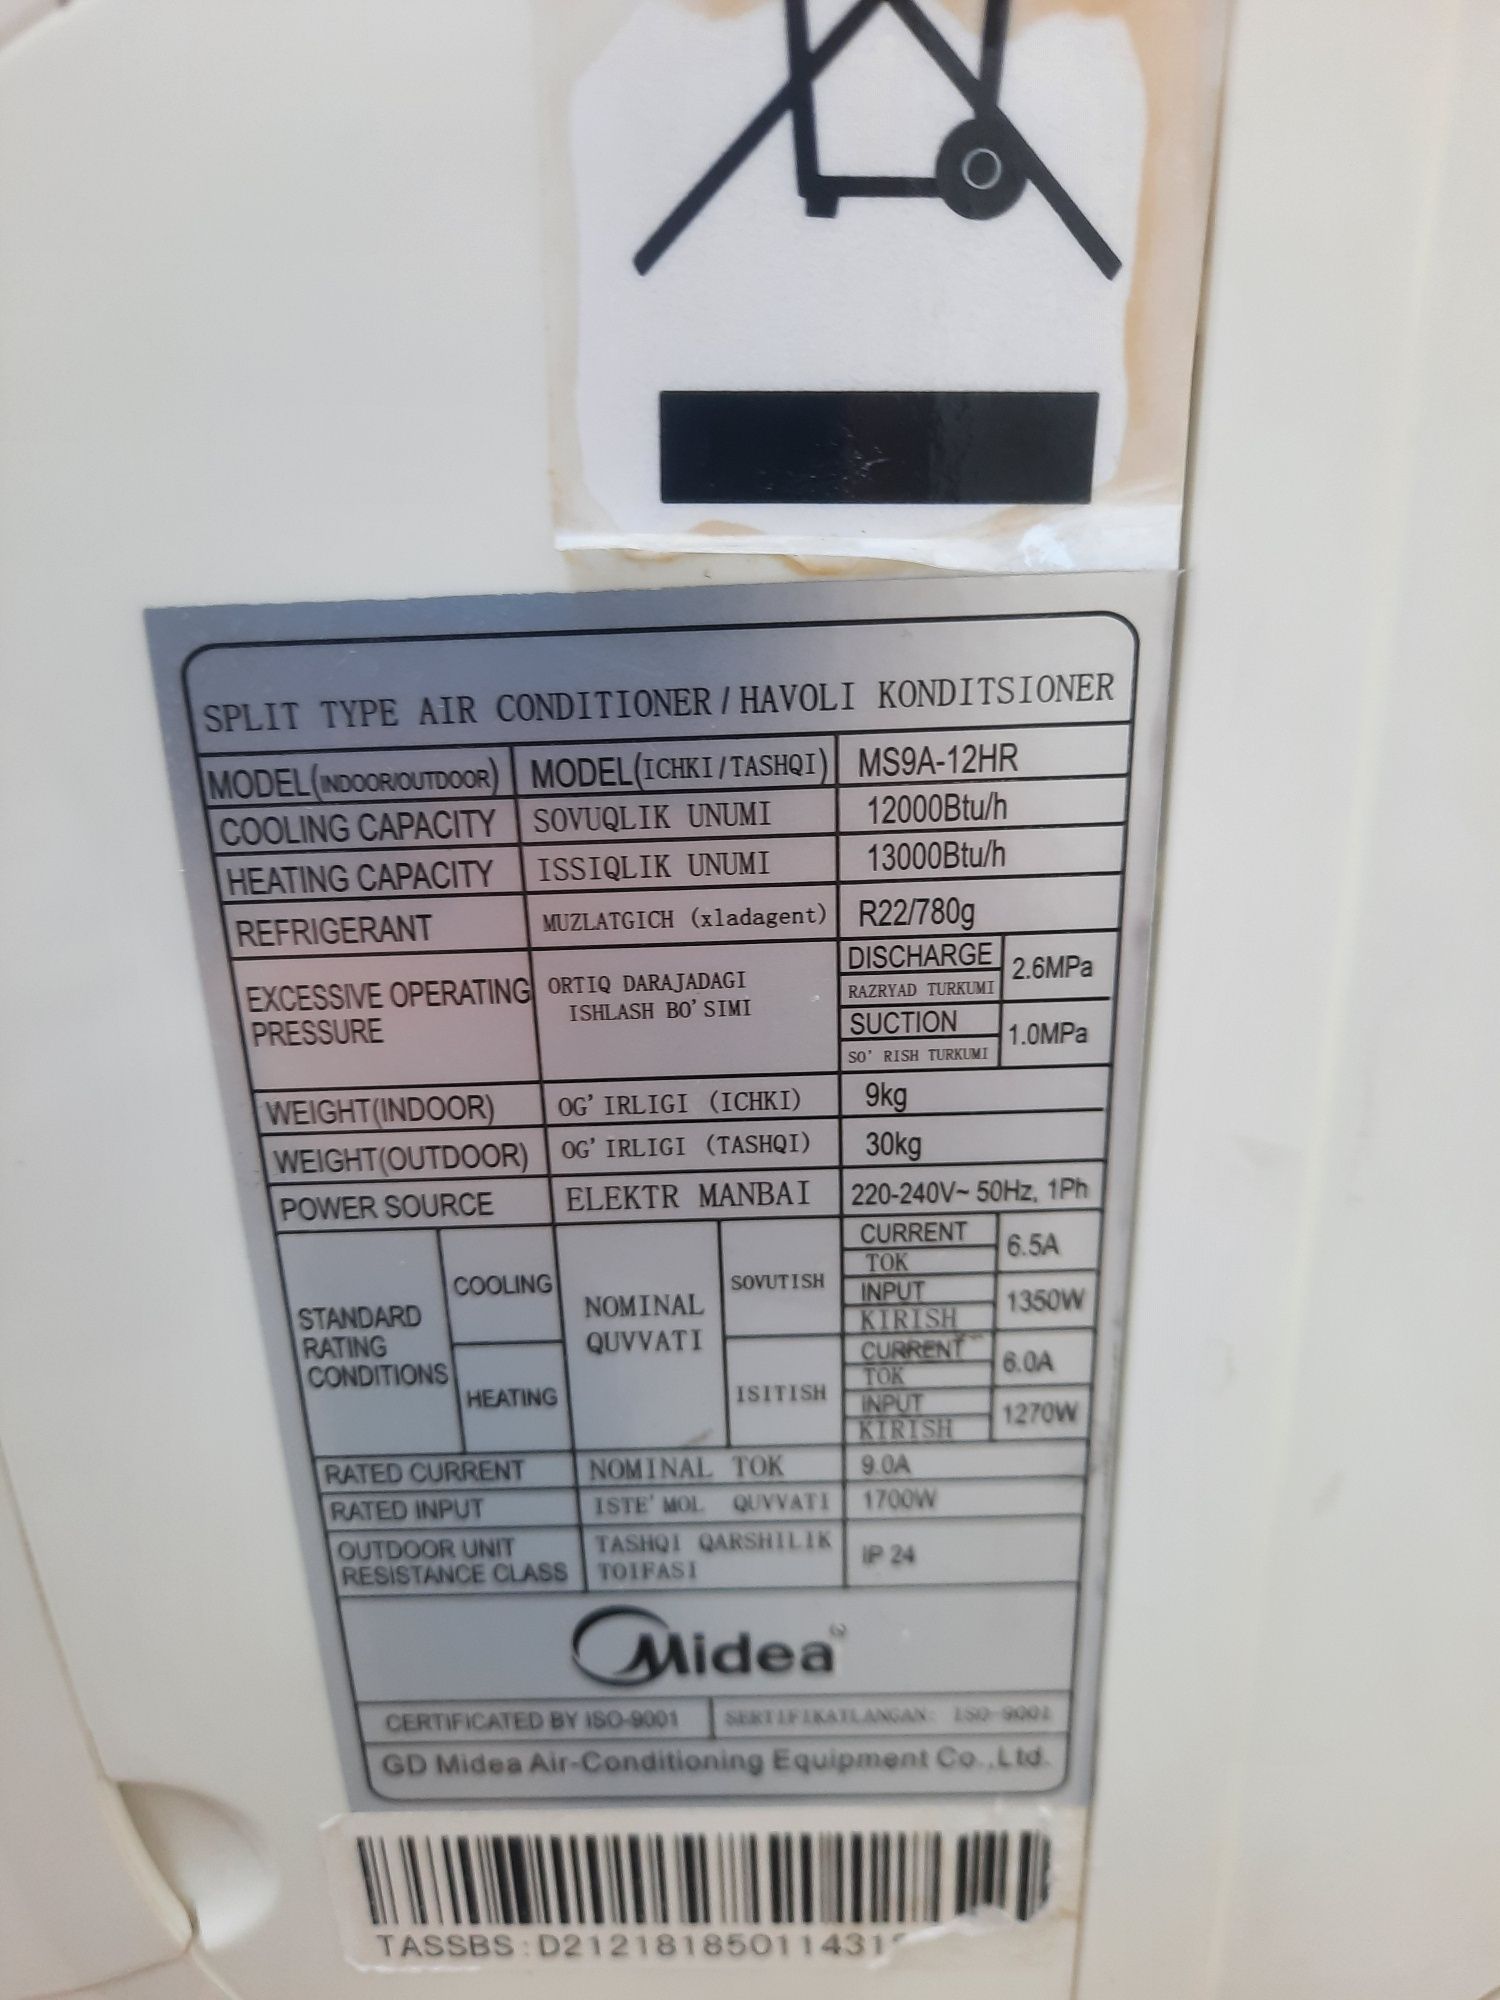 SPLIT TYPE AIR CONDITIONER / HAVOLI KONDITSIONER
MODEL(INDOOR/OUTDOOR) MODEL(ICHKI/TASHQI) MS9A-12HR
COOLING CAPACITY SOVUQLIK UNUMI 12000Btu/h
HEATING CAPACITY ISSIQLIK UNUMI 13000Btu/h
REFRIGERANT MUZLATGICH (xladagent) R22/780g
EXCESSIVE OPERATING
PRESSURE
ORTIQ DARAJADAGI
ISHLASH BO'SIMI
DISCHARGE
RAZRYAD TURKUMI
2.6MPa
SUCTION
SO'RISH TURKUMI
1.0MPa
WEIGHT(INDOOR) OG'IRLIGI (ICHKI) 9kg
WEIGHT(OUTDOOR) OG'IRLIGI (TASHQI) 30kg
POWER SOURCE ELEKTR MANBAI 220-240V~ 50Hz, 1Ph
STANDARD
RATING
CONDITIONS
COOLING
NOMINAL
QUVVATI
SOVUTISH
CURRENT
TOK
6.5A
INPUT
KIRISH
1350W
HEATING
ISITISH
CURRENT
TOK
6.0A
INPUT
KIRISH
1270W
RATED CURRENT NOMINAL TOK 9.0A
RATED INPUT ISTE'MOL QUVVATI 1700W
OUTDOOR UNIT
RESISTANCE CLASS
TASHQI QARSHILIK
TOIFASI
IP 24
Midea
CERTIFICATED BY ISO-9001 SERTIFIKATLANGAN: ISO-9001
GD Midea Air-Conditioning Equipment Co.,Ltd.
TASSBS:D2121818501143